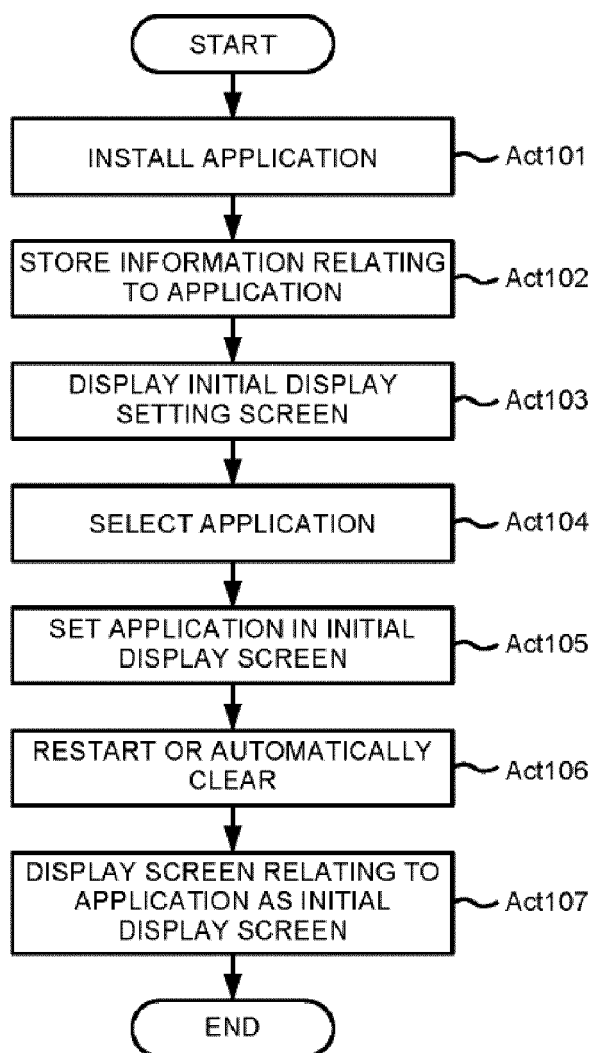 START
INSTALL APPLICATION
Act101
STORE INFORMATION RELATING
TO APPLICATION
Act102
DISPLAY INITIAL DISPLAY
SETTING SCREEN
Act103
SELECT APPLICATION
Act104
SET APPLICATION IN INITIAL
DISPLAY SCREEN
Act105
RESTART OR AUTOMATICALLY
CLEAR
Act106
DISPLAY SCREEN RELATING TO
APPLICATION AS INITIAL
DISPLAY SCREEN
Act107
END